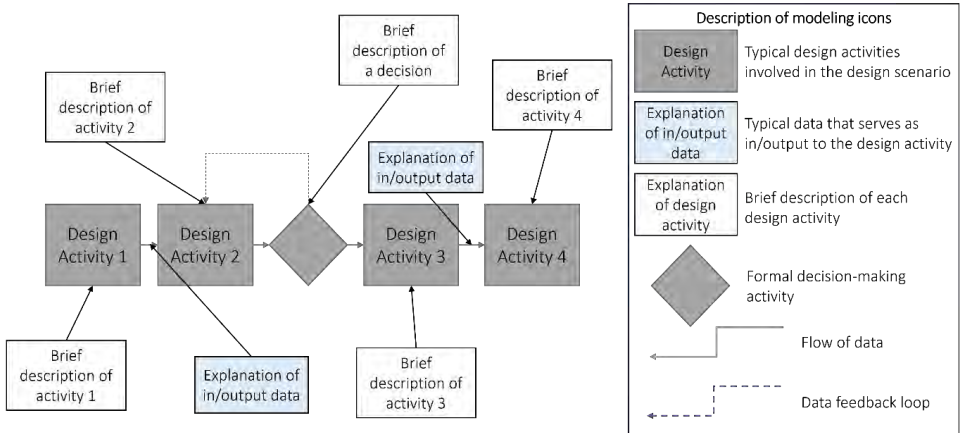 Brief
description of
a decision
Brief
description of
activity 2
Brief
description of
activity 4
Explanation of
in/output data
Design
Activity 1
Design
Activity 2
Design
Activity 3
Design
Activity 4
Brief
description of
activity 1
Explanation of
in/output data
Brief
description of
activity 3
Description of modeling icons
Design
Activity
Typical design activities
involved in the design scenario
Explanation
of in/output
data
Typical data that serves as
in/output to the design activity
Explanation
of design
activity
Brief description of each
design activity
Formal decision-making
activity
Flow of data
Data feedback loop